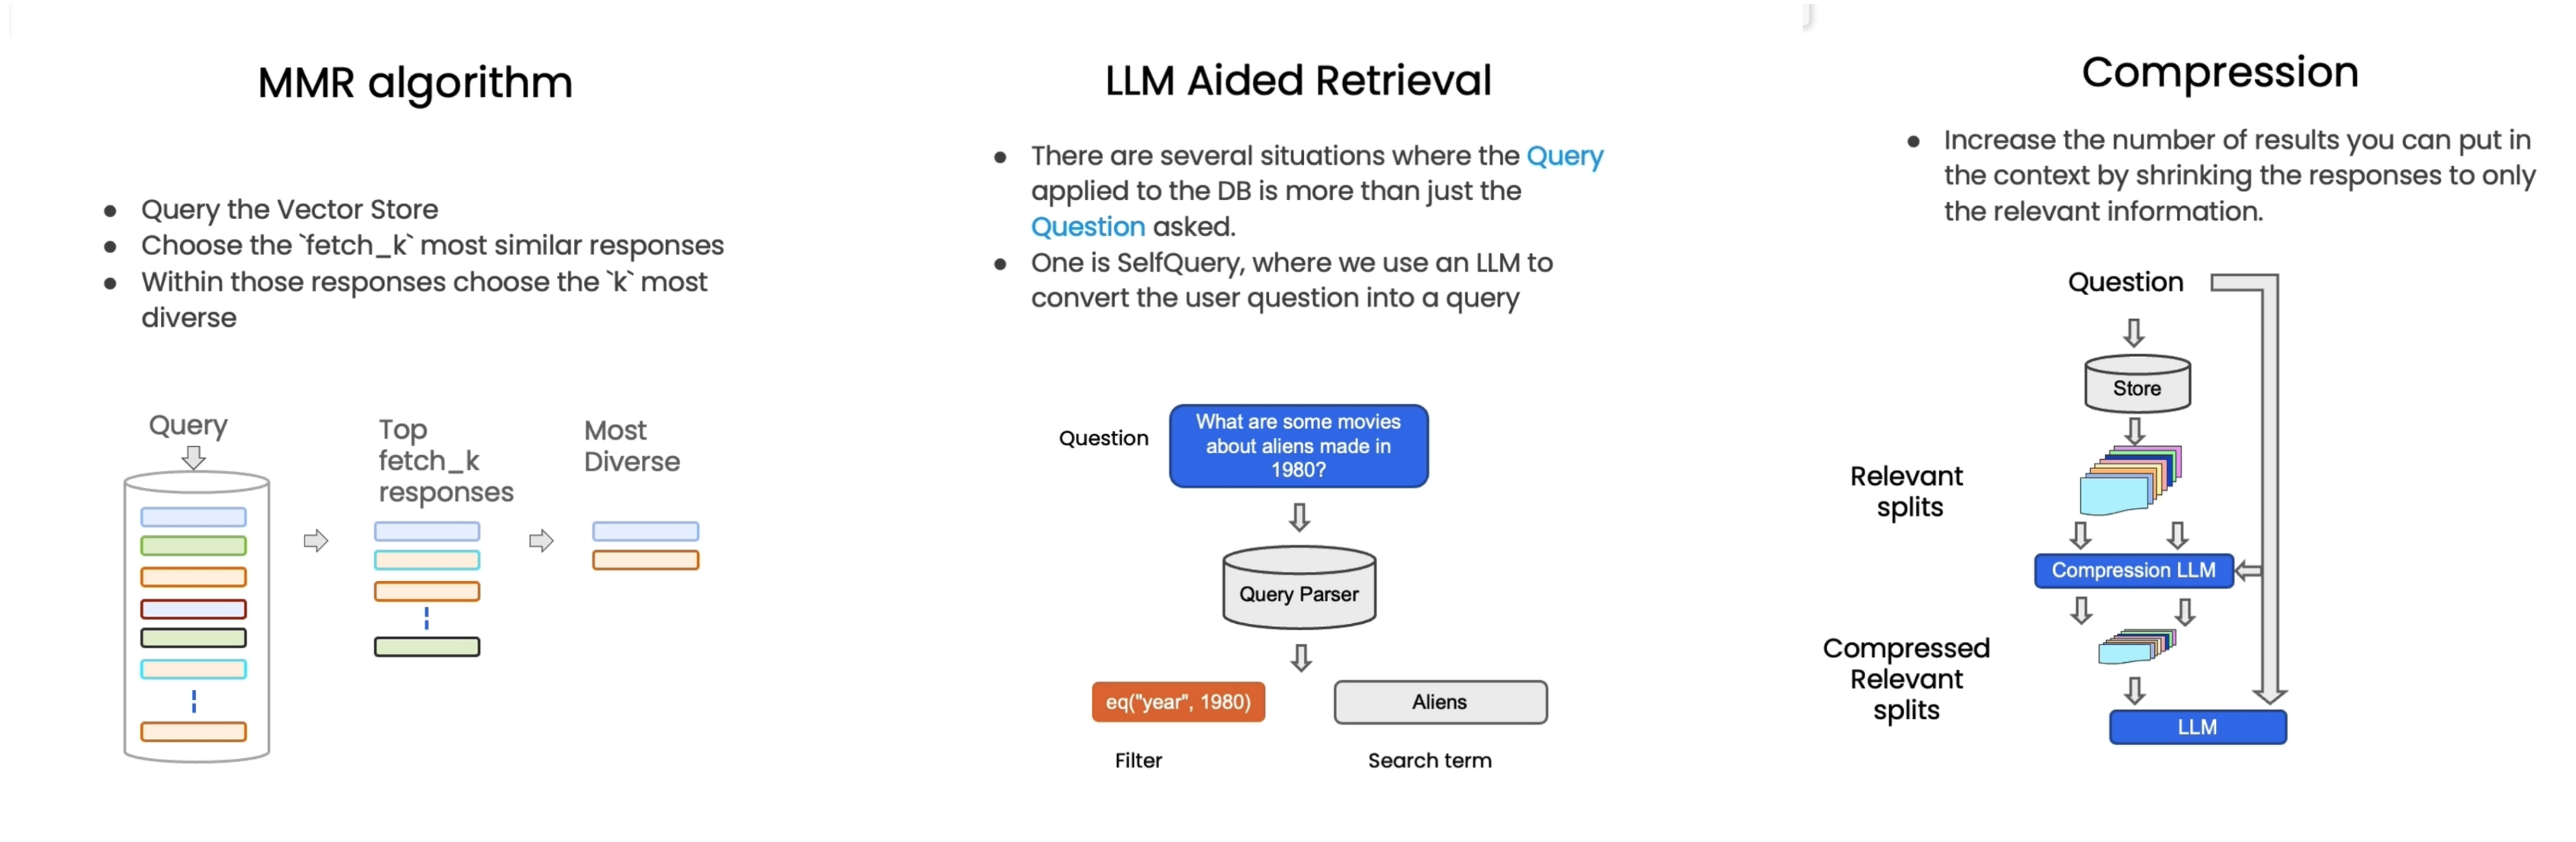 MMR algorithm
● Query the Vector Store
● Choose the `fetch_k` most similar responses
● Within those responses choose the `k` most
diverse
Query
Top
fetch_k
responses
Most
Diverse
LLM Aided Retrieval
● There are several situations where the Query
applied to the DB is more than just the
Question asked.
● One is SelfQuery, where we use an LLM to
convert the user question into a query
Question
What are some movies
about aliens made in
1980?
Query Parser
eq("year", 1980)
Aliens
Filter
Search term
Compression
● Increase the number of results you can put in
the context by shrinking the responses to only
the relevant information.
Question
Store
Relevant
splits
Compression LLM
Compressed
Relevant
splits
LLM